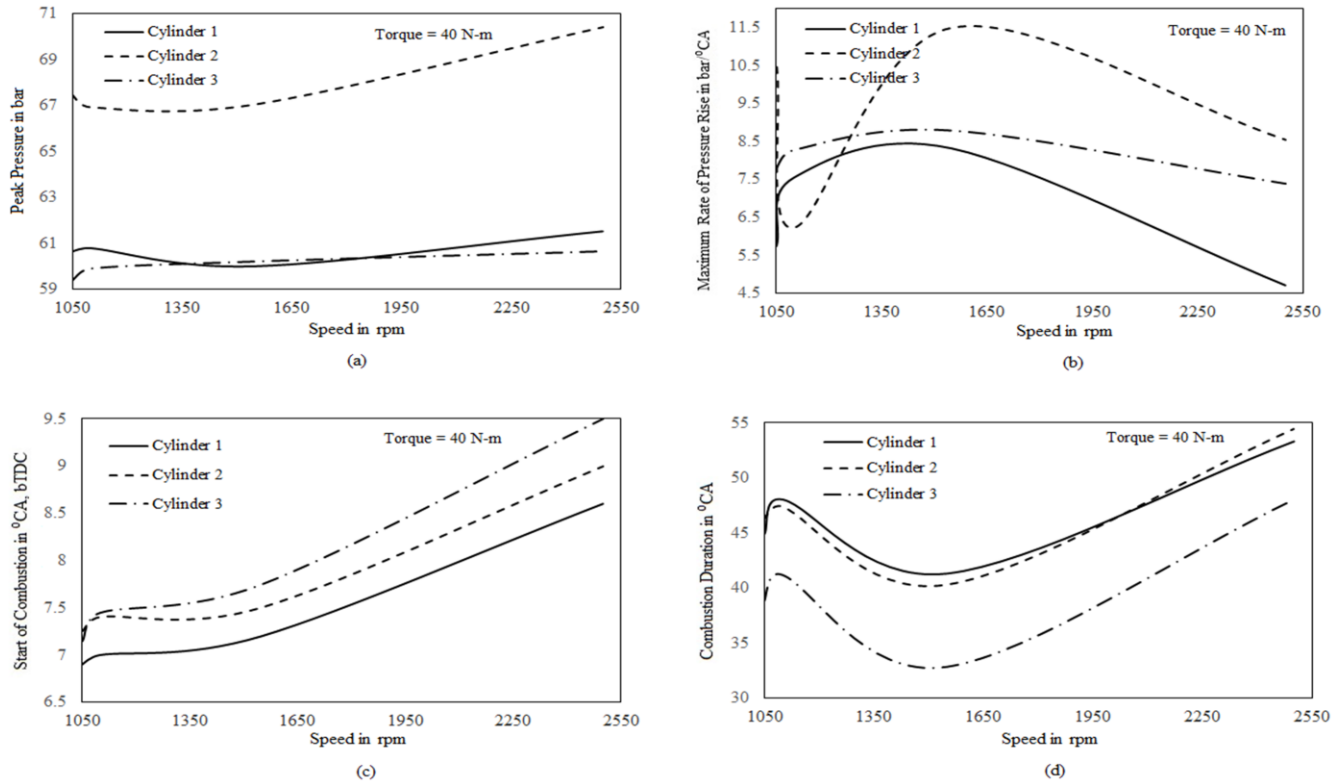 71
69
67
65
63
61
59
Peak Pressure in bar
Cylinder 1
Cylinder 2
Cylinder 3
Torque = 40 N-m
1050 1350 1650 1950 2250 2550
Speed in rpm
(a)
11.5
10.5
9.5
8.5
7.5
6.5
5.5
4.5
Maximum Rate of Pressure Rise in bar/⁰CA
Cylinder 1
Cylinder 2
Cylinder 3
Torque = 40 N-m
1050 1350 1650 1950 2250 2550
Speed in rpm
(b)
9.5
9
8.5
8
7.5
7
6.5
Start of Combustion in ⁰CA, bTDC
Cylinder 1
Cylinder 2
Cylinder 3
Torque = 40 N-m
1050 1350 1650 1950 2250 2550
Speed in rpm
(c)
55
50
45
40
35
30
Combustion Duration in ⁰CA
Cylinder 1
Cylinder 2
Cylinder 3
Torque = 40 N-m
1050 1350 1650 1950 2250 2550
Speed in rpm
(d)